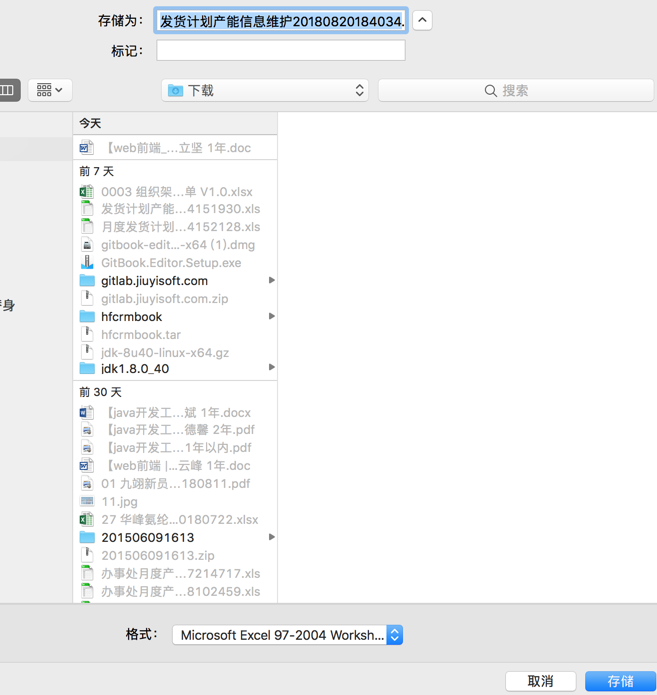 存储为：
发货计划产能信息维护20180820184034.
标记：
下载
搜索
今天
【web前端_...立坚 1年.doc
前 7 天
0003 组织架...单 V1.0.xlsx
发货计划产能...4151930.xls
月度发货计划...4152128.xls
gitbook-edit...-x64 (1).dmg
GitBook.Editor.Setup.exe
gitlab.jiuyisoft.com
gitlab.jiuyisoft.com.zip
身
hfcrmbook
hfcrmbook.tar
jdk-8u40-linux-x64.gz
jdk1.8.0_40
前 30 天
【java开发工...斌 1年.docx
【java开发工...德馨 2年.pdf
【java开发工...1年以内.pdf
【web前端 |...云峰 1年.doc
01 九翊新员...180811.pdf
11.jpg
27 华峰氨纶...0180722.xlsx
201506091613
201506091613.zip
办事处月度产...7214717.xls
办事处月度产...8102459.xls
格式：
Microsoft Excel 97-2004 Worksh...
取消
存储